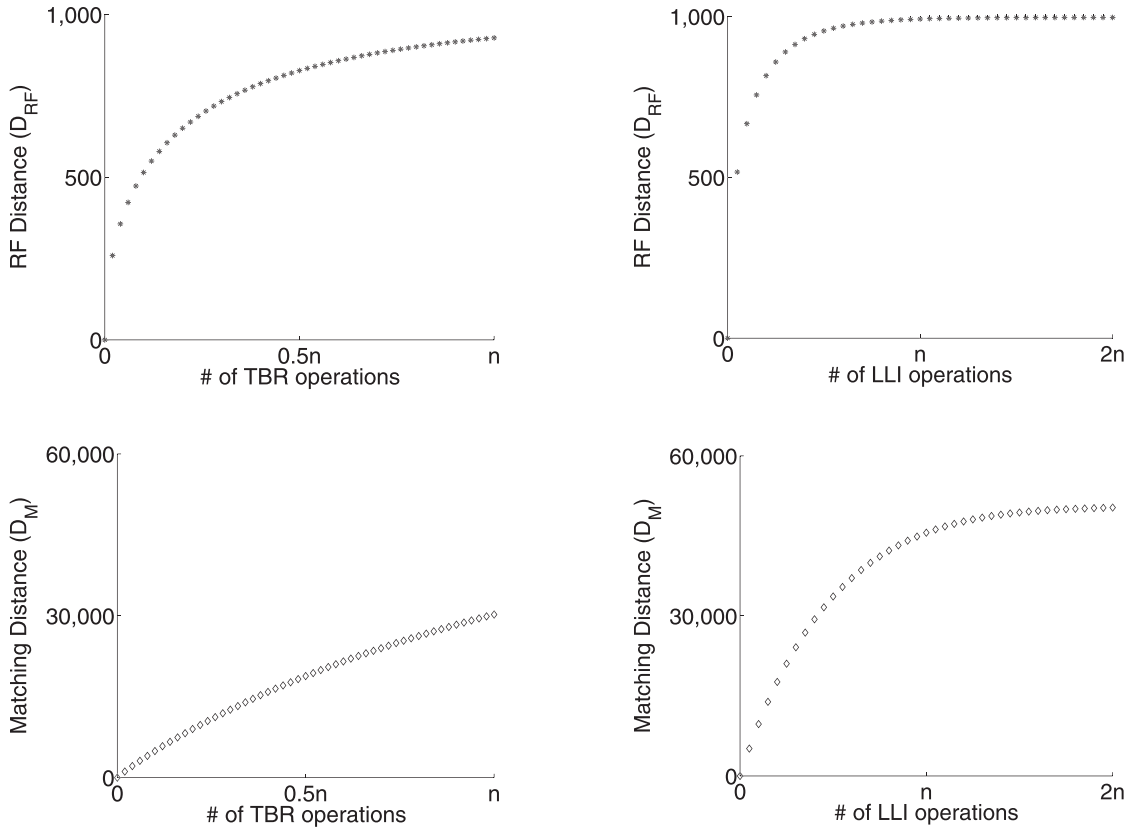 1,000
500
0
0
0.5n
n
# of TBR operations
RF Distance (D_RF)
1,000
500
0
0
n
2n
# of LLI operations
RF Distance (D_RF)
60,000
30,000
0
0
0.5n
n
# of TBR operations
Matching Distance (D_M)
60,000
30,000
0
0
n
2n
# of LLI operations
Matching Distance (D_M)